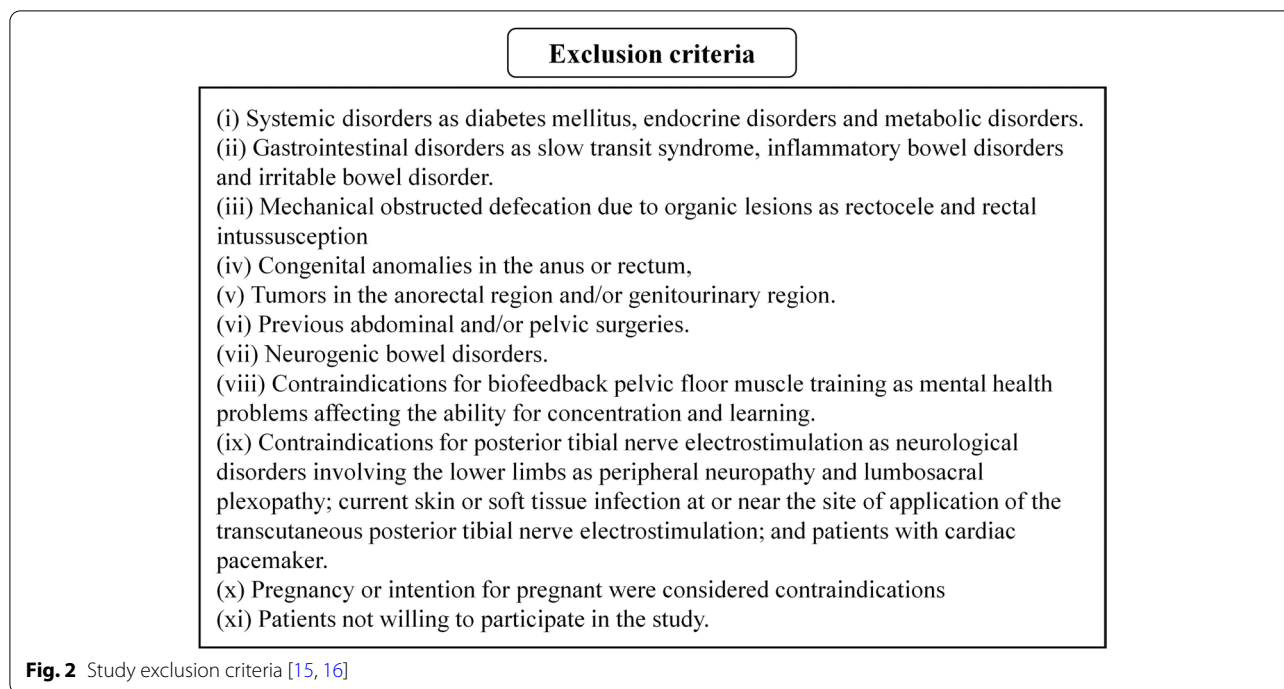 Exclusion criteria
(i) Systemic disorders as diabetes mellitus, endocrine disorders and metabolic disorders.
(ii) Gastrointestinal disorders as slow transit syndrome, inflammatory bowel disorders
and irritable bowel disorder.
(iii) Mechanical obstructed defecation due to organic lesions as rectocele and rectal
intussusception
(iv) Congenital anomalies in the anus or rectum,
(v) Tumors in the anorectal region and/or genitourinary region.
(vi) Previous abdominal and/or pelvic surgeries.
(vii) Neurogenic bowel disorders.
(viii) Contraindications for biofeedback pelvic floor muscle training as mental health
problems affecting the ability for concentration and learning.
(ix) Contraindications for posterior tibial nerve electrostimulation as neurological
disorders involving the lower limbs as peripheral neuropathy and lumbosacral
plexopathy; current skin or soft tissue infection at or near the site of application of the
transcutaneous posterior tibial nerve electrostimulation; and patients with cardiac
pacemaker.
(x) Pregnancy or intention for pregnant were considered contraindications
(xi) Patients not willing to participate in the study.
Fig. 2 Study exclusion criteria [15, 16]